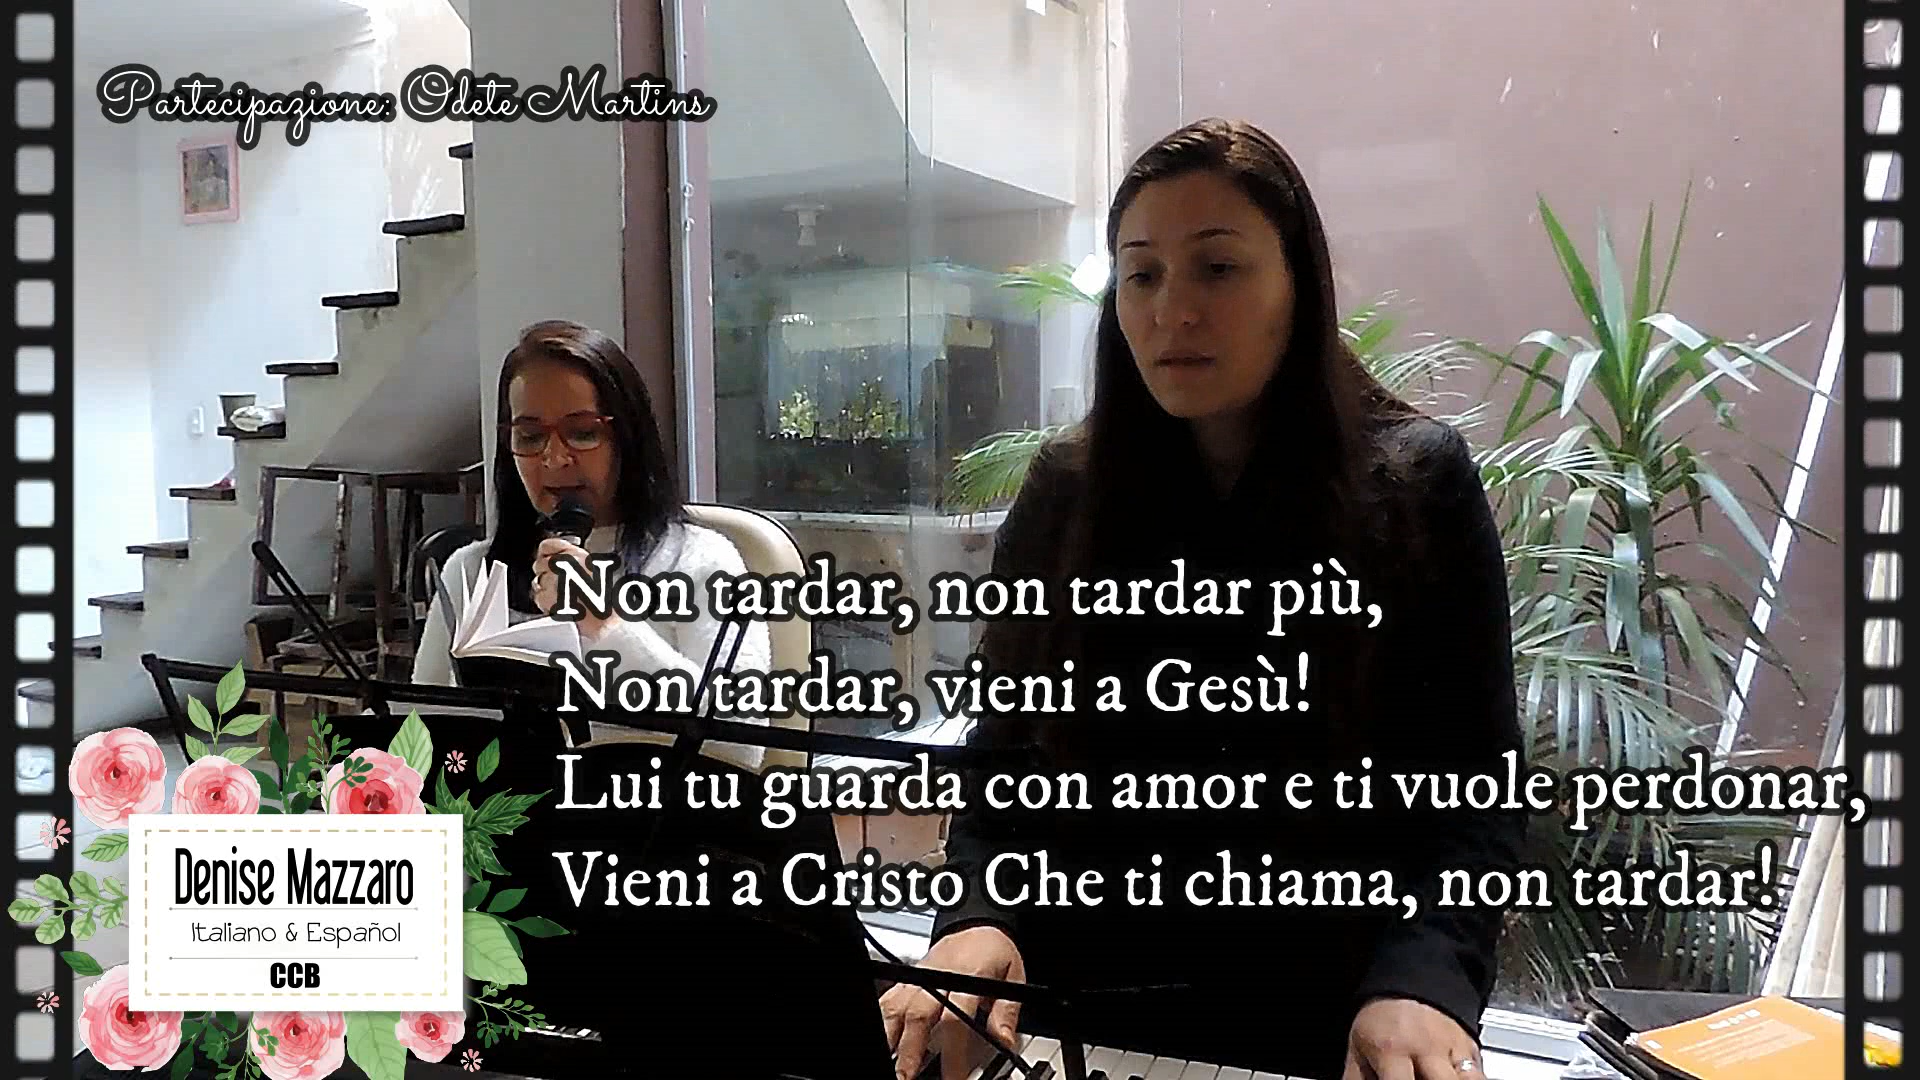 Partecipazione: Odete Martins
Non tardar, non tardar più,
Non tardar, vieni a Gesù!
Lui tu guarda con amor e ti vuole perdonar,
Vieni a Cristo Che ti chiama, non tardar!
Denise Mazzaro
Italiano & Español
CCB